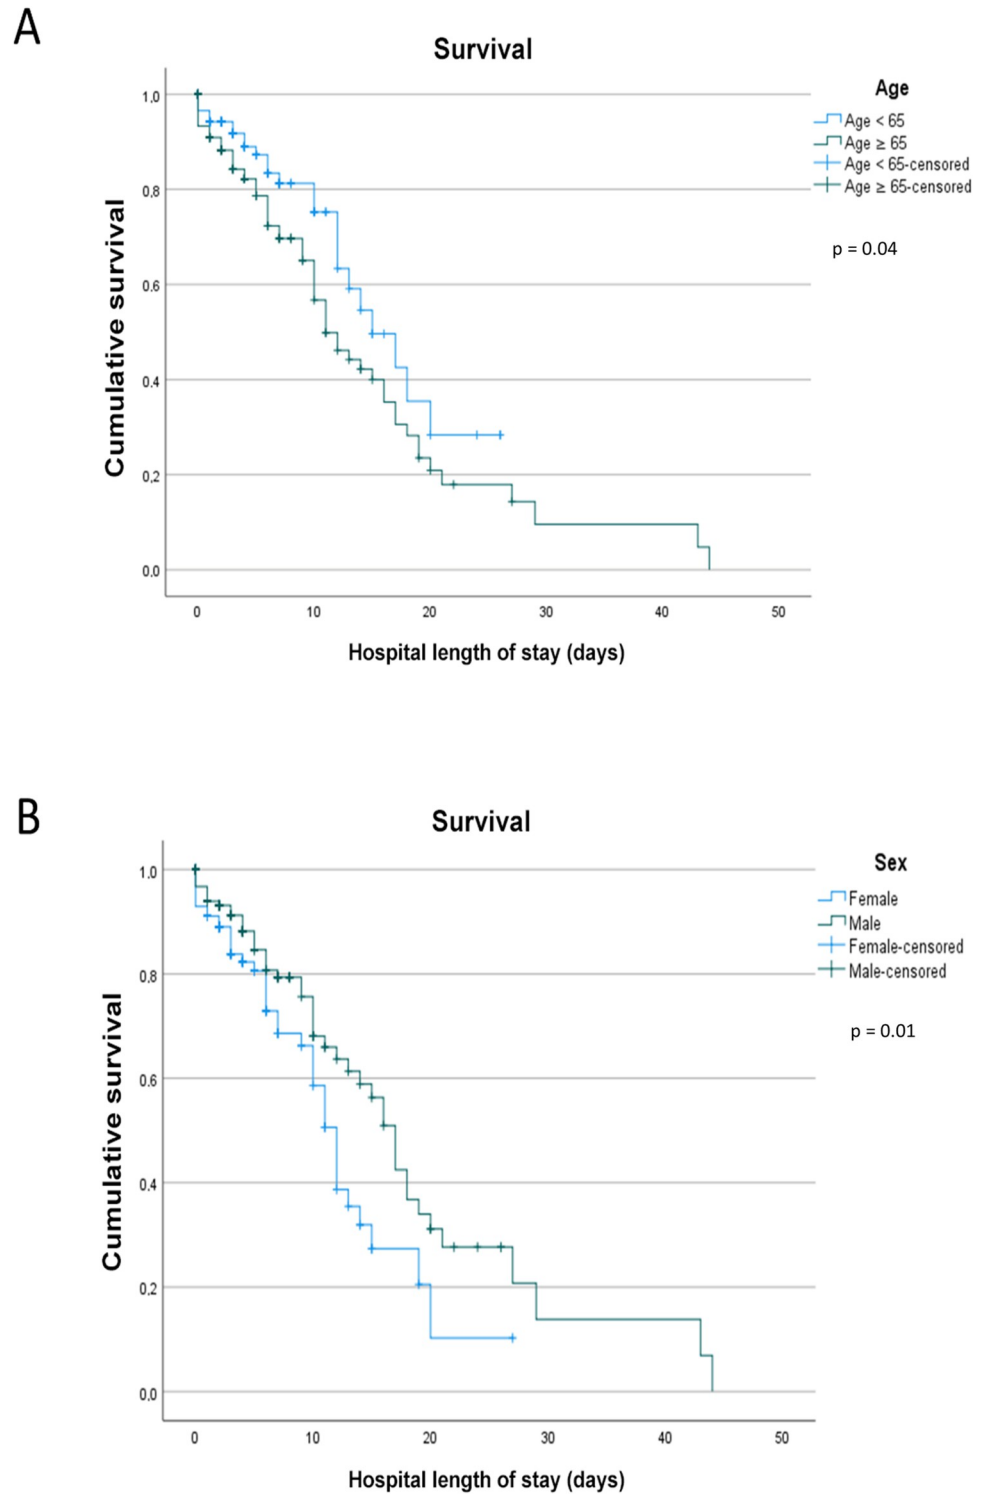 A
Survival
Age
Age < 65
Age ≥ 65
Age < 65-censored
Age ≥ 65-censored
p = 0.04
Cumulative survival
1.0
0.8
0.6
0.4
0.2
0.0
0 10 20 30 40 50
Hospital length of stay (days)
B
Survival
Sex
Female
Male
Female-censored
Male-censored
p = 0.01
Cumulative survival
1.0
0.8
0.6
0.4
0.2
0.0
0 10 20 30 40 50
Hospital length of stay (days)